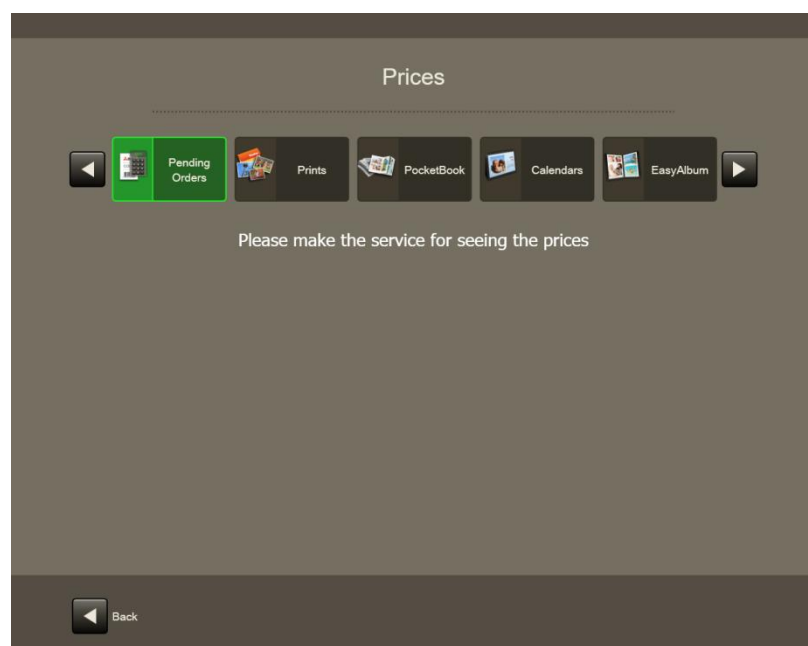 Prices
Pending
Orders
Prints
PocketBook
Calendars
EasyAlbum
Please make the service for seeing the prices
Back